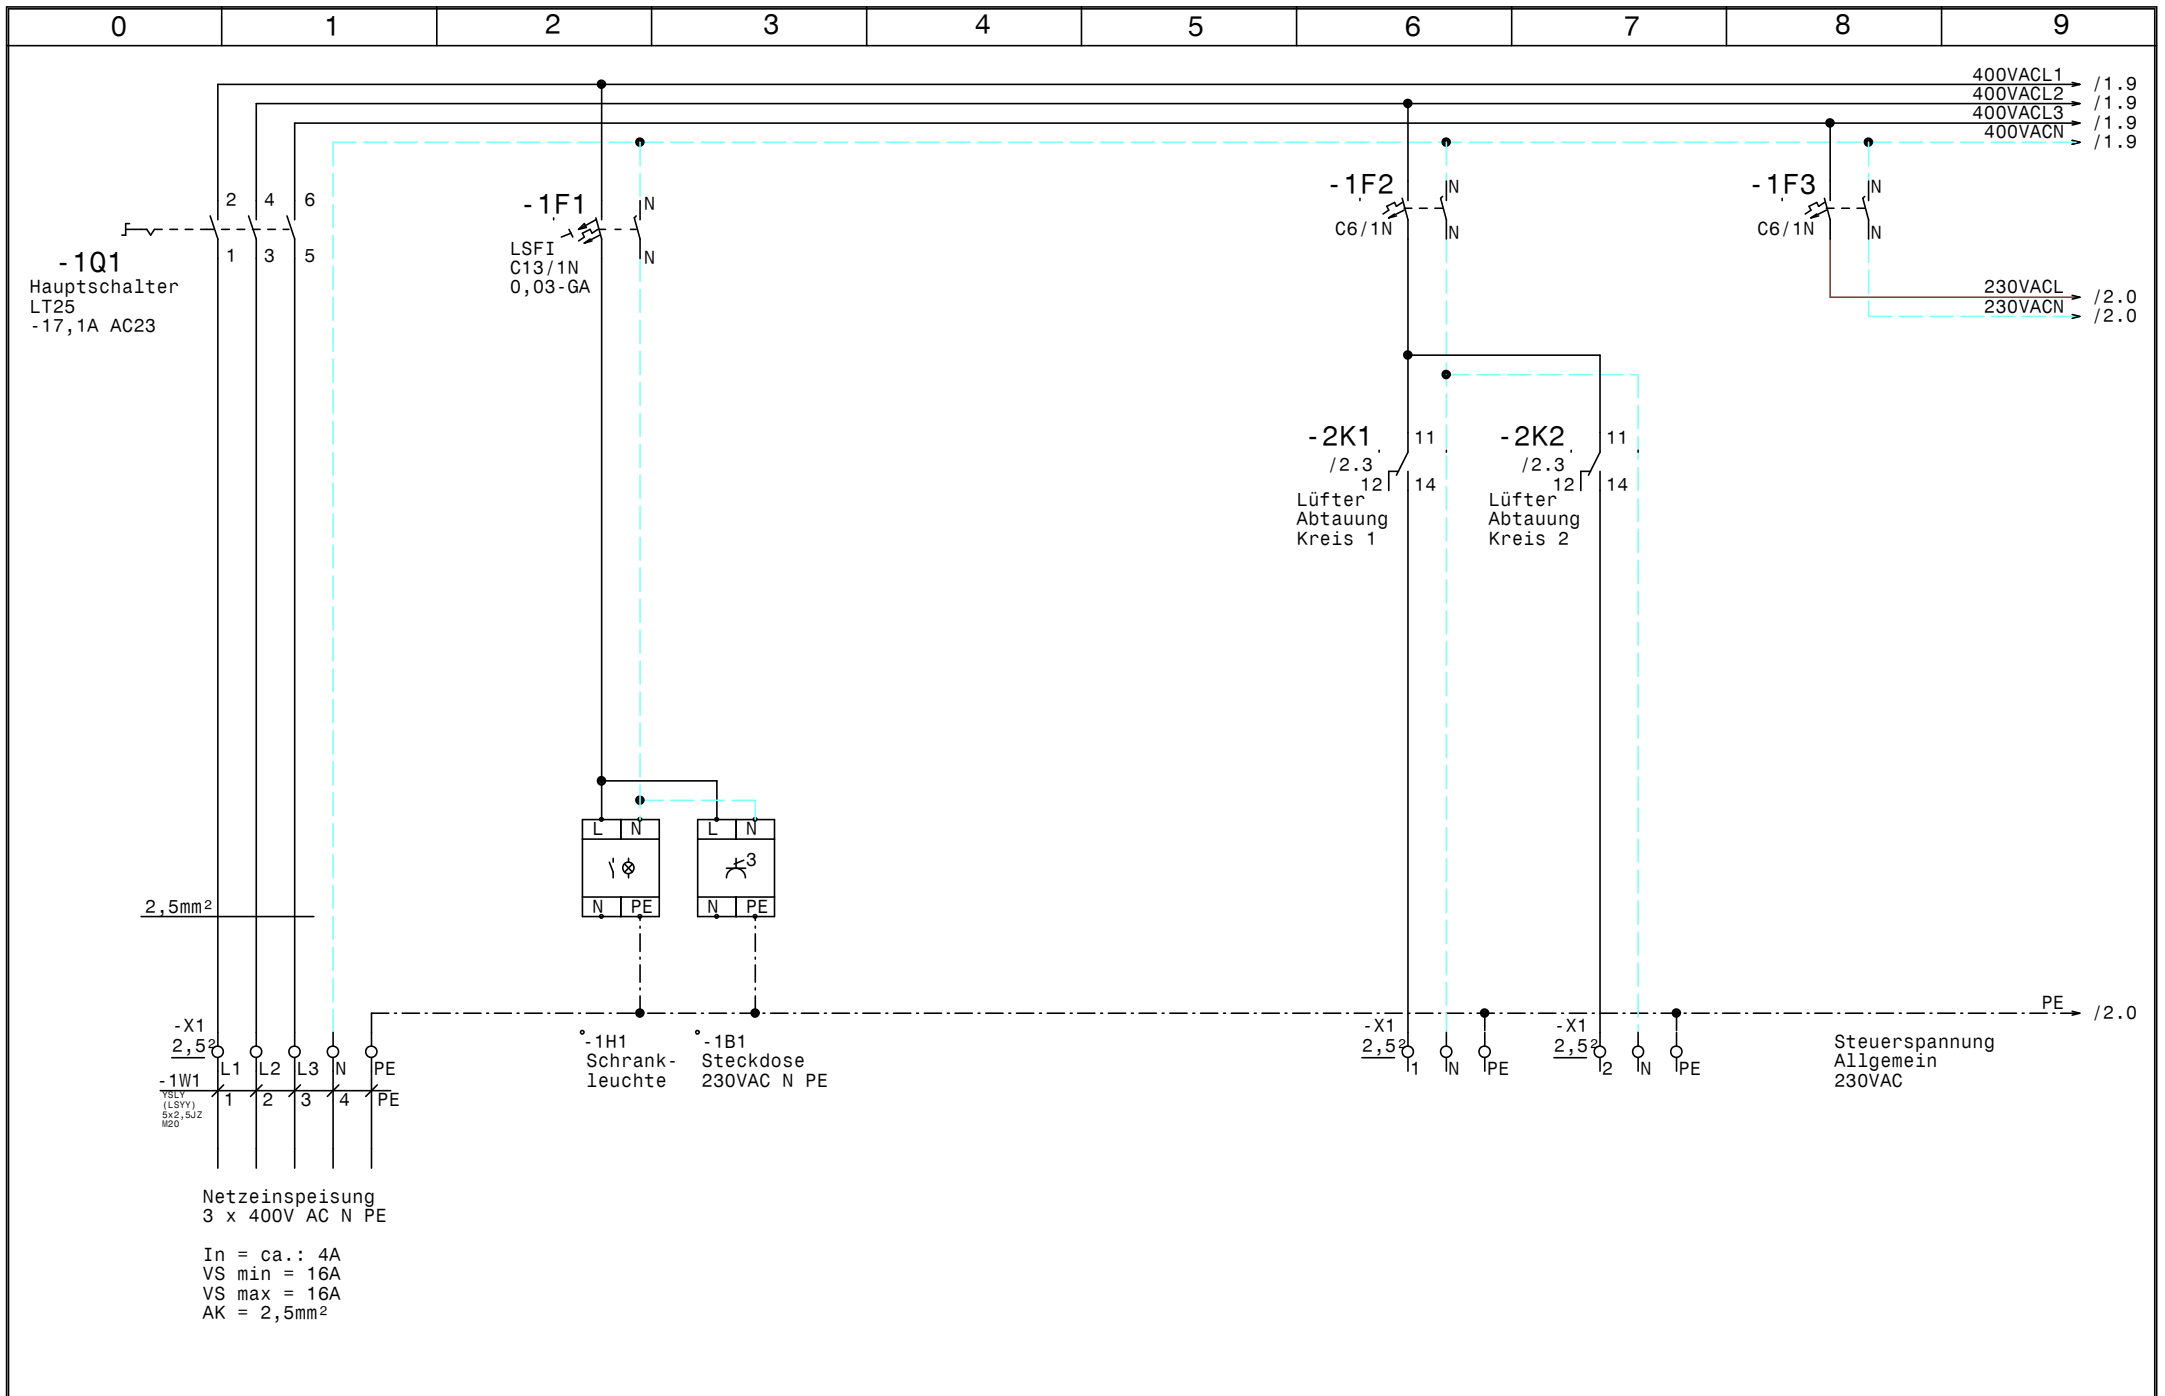 0 1 2 3 4 5 6 7 8 9
400VACL1 /1.9
400VACL2 /1.9
400VACL3 /1.9
400VACN /1.9
2 4 6
1 3 5
-1Q1
Hauptschalter
LT25
-17,1A AC23
-1F1
N
N
LSFI
C13/1N
0,03-GA
-1F2
N
C6/1N
N
-1F3
N
C6/1N
N
230VACL /2.0
230VACN /2.0
-2K1 11
/2.3
12 14
Lüfter
Abtauung
Kreis 1
-2K2 11
/2.3
12 14
Lüfter
Abtauung
Kreis 2
L N
N PE
L N
3
N PE
2,5mm²
PE /2.0
-X1
2,5²
L1 L2 L3 N PE
-1W1
YSLY
(LSYY)
5x2,5JZ
M20
1 2 3 4 PE
-1H1
Schrank-
leuchte
-1B1
Steckdose
230VAC N PE
-X1
2,5²
1 N PE
-X1
2,5²
2 N PE
Steuerspannung
Allgemein
230VAC
Netzeinspeisung
3 x 400V AC N PE
In = ca.: 4A
VS min = 16A
VS max = 16A
AK = 2,5mm²